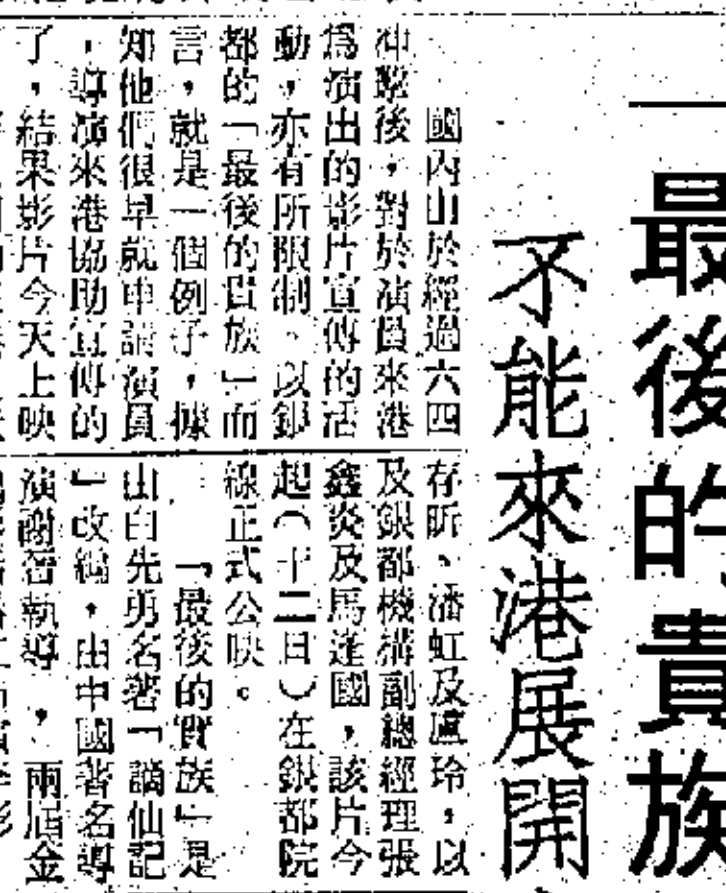 最後的貴族
不能來港展開
國內由於經過六四
冲擊後，對於演員來港
爲演出的影片宣傳的活
動，亦有所限制、以銀
都的「最後的貴族」而
言，就是一個例子，據
知他們很早就申請演員
，導演來港協助宣傳的
了，結果影片今天上映
存昕、潘虹及盧玲，以
及銀都機構副總經理張
鑫炎及馬逢國，該片今
起（十二日）在銀都院
線正式公映。
「最後的貴族」是
由白先勇名著「謫仙記
」改編，由中國著名導
演謝晋執導，兩屆金